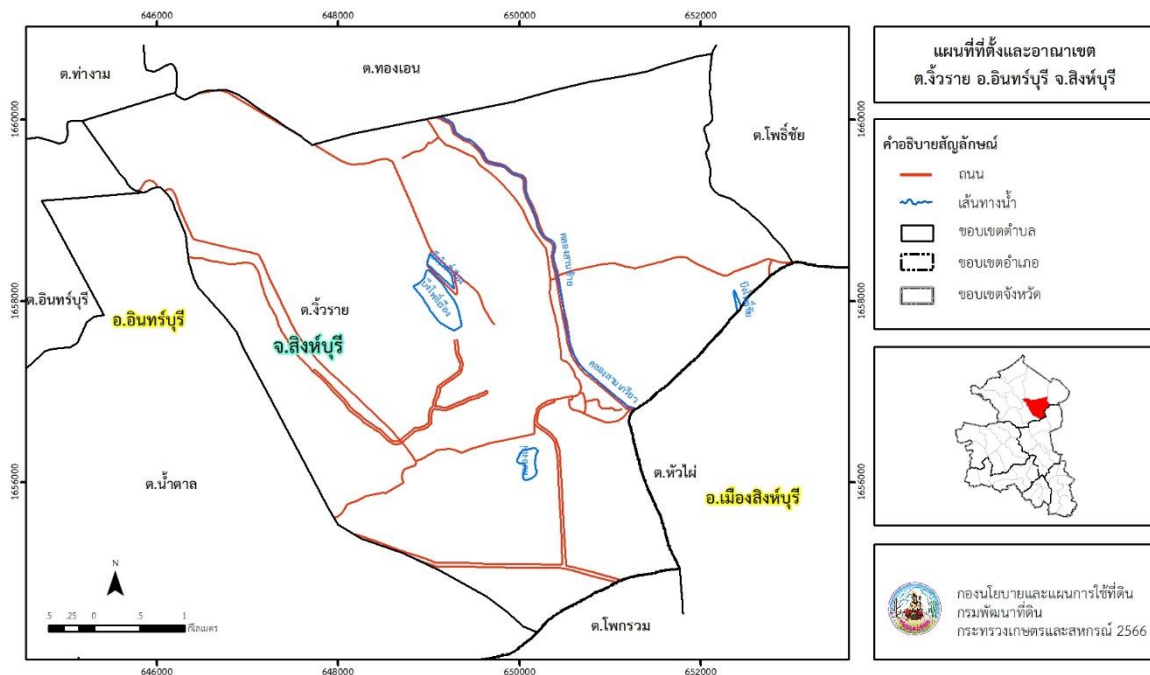 แผนที่ที่ตั้งและอาณาเขต
ต.งิ้วราย อ.อินทร์บุรี จ.สิงห์บุรี
คำอธิบายสัญลักษณ์
ถนน
เส้นทางน้ำ
ขอบเขตตำบล
ขอบเขตอำเภอ
ขอบเขตจังหวัด
กองนโยบายและแผนการใช้ที่ดิน
กรมพัฒนาที่ดิน
กระทรวงเกษตรและสหกรณ์ 2566
646000 648000 650000 652000
1660000 1660000
1658000 1658000
1656000 1656000
646000 648000 650000 652000
ต.ท่างาม
ต.ทองเอน
ต.โพธิ์ชัย
ต.อินทร์บุรี
อ.อินทร์บุรี
ต.งิ้วราย
จ.สิงห์บุรี
ต.น้ำตาล
ต.หัวไผ่
อ.เมืองสิงห์บุรี
ต.โพกรวม
N
.5 .25 0 .5 1
กิโลเมตร